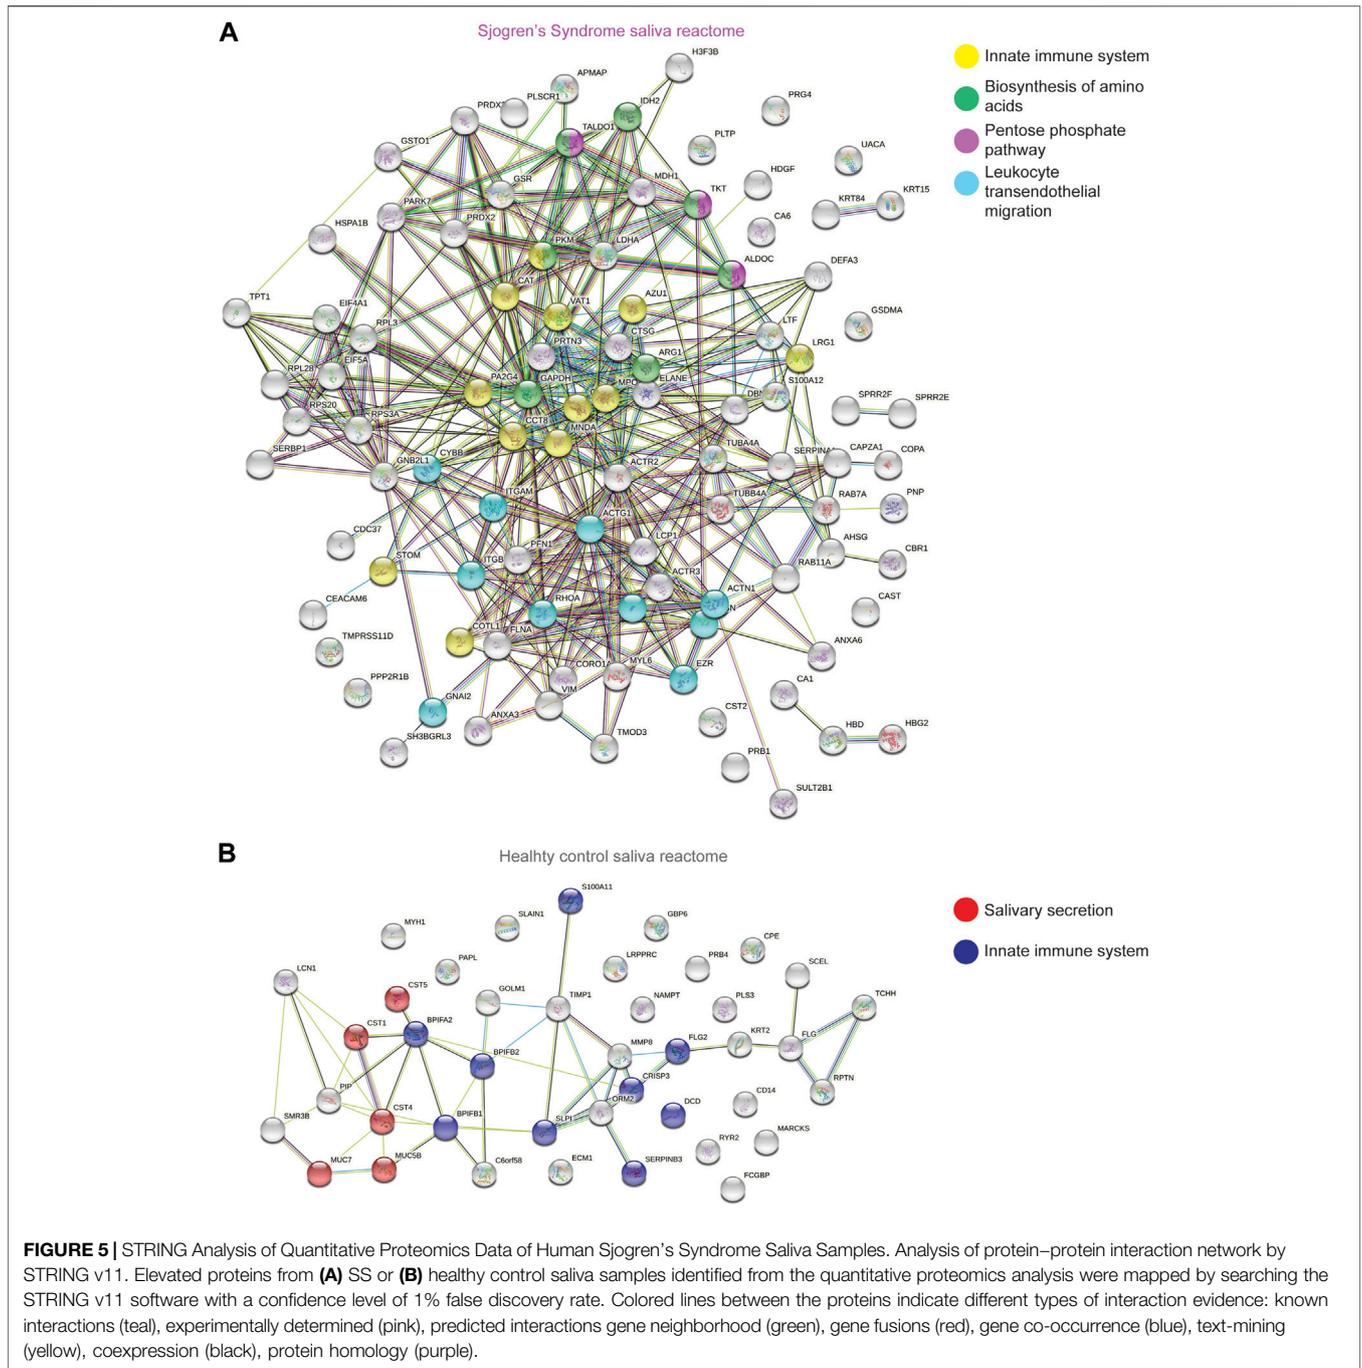 A
Sjogren's Syndrome saliva reactome
H3F3B
APMAP
PLSCR1
PRDX
IDH2
PRG4
TALDO1
PLTP
UACA
GSTO1
GSR
MDH1
HDGF
TKT
KRT84
KRT15
PARK7
PRDX2
HSPA1B
PKM
LDHA
CA6
ALDOC
DEFA3
CAT
VAT1
AZU1
TPT1
EIF4A1
RPL3
PRTN3
CTSG
LTF
GSDMA
LRG1
ARG1
RPL28
EIF5A
PA2G4
GAPDH
MPO
ELANE
DBN
S100A12
SPRR2F
SPRR2E
RPS20
RPS3A
CCT8
MNDA
SERBP1
GNB2L1
CYBB
ACTR2
TUBA4A
SERPINA
CAPZA1
COPA
ITGAM
ACTG1
TUBB4A
RAB7A
PNP
CDC37
STOM
ITGB
PFN1
LCP1
AHSG
CBR1
ACTR3
RAB11A
CEACAM6
RHOA
ACTN1
SN
CAST
TMPRSS11D
COTL1
FLNA
ANXA6
PPP2R1B
CORO1A
MYL6
EZR
CA1
GNAI2
VIM
CST2
HBD
HBG2
SH3BGRL3
ANXA3
TMOD3
PRB1
SULT2B1
Innate immune system
Biosynthesis of amino
acids
Pentose phosphate
pathway
Leukocyte
transendothelial
migration
B
Healhty control saliva reactome
S100A11
MYH1
SLAIN1
GBP6
CPE
LCN1
PAPL
LRPPRC
PRB4
SCEL
CST5
GOLM1
TIMP1
NAMPT
PLS3
TCHH
CST1
BPIFA2
BPIFB2
MMP8
FLG2
KRT2
FLG
CRISP3
RPTN
PIP
SMR3B
CST4
BPIFB1
SLPI
ORM2
DCD
CD14
MUC7
MUC5B
C6orf58
ECM1
SERPINB3
RYR2
MARCKS
FCGBP
Salivary secretion
Innate immune system
FIGURE 5 | STRING Analysis of Quantitative Proteomics Data of Human Sjogren's Syndrome Saliva Samples. Analysis of protein–protein interaction network by
STRING v11. Elevated proteins from (A) SS or (B) healthy control saliva samples identified from the quantitative proteomics analysis were mapped by searching the
STRING v11 software with a confidence level of 1% false discovery rate. Colored lines between the proteins indicate different types of interaction evidence: known
interactions (teal), experimentally determined (pink), predicted interactions gene neighborhood (green), gene fusions (red), gene co-occurrence (blue), text-mining
(yellow), coexpression (black), protein homology (purple).